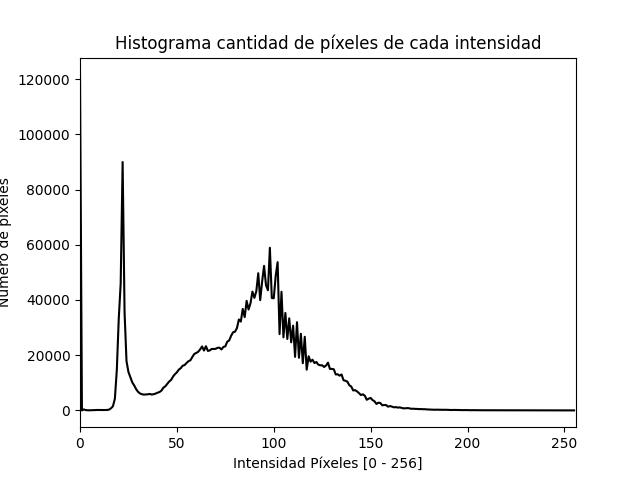 Histograma cantidad de píxeles de cada intensidad
120000
100000
80000
60000
40000
20000
0
Número de píxeles
0 50 100 150 200 250
Intensidad Píxeles [0 - 256]